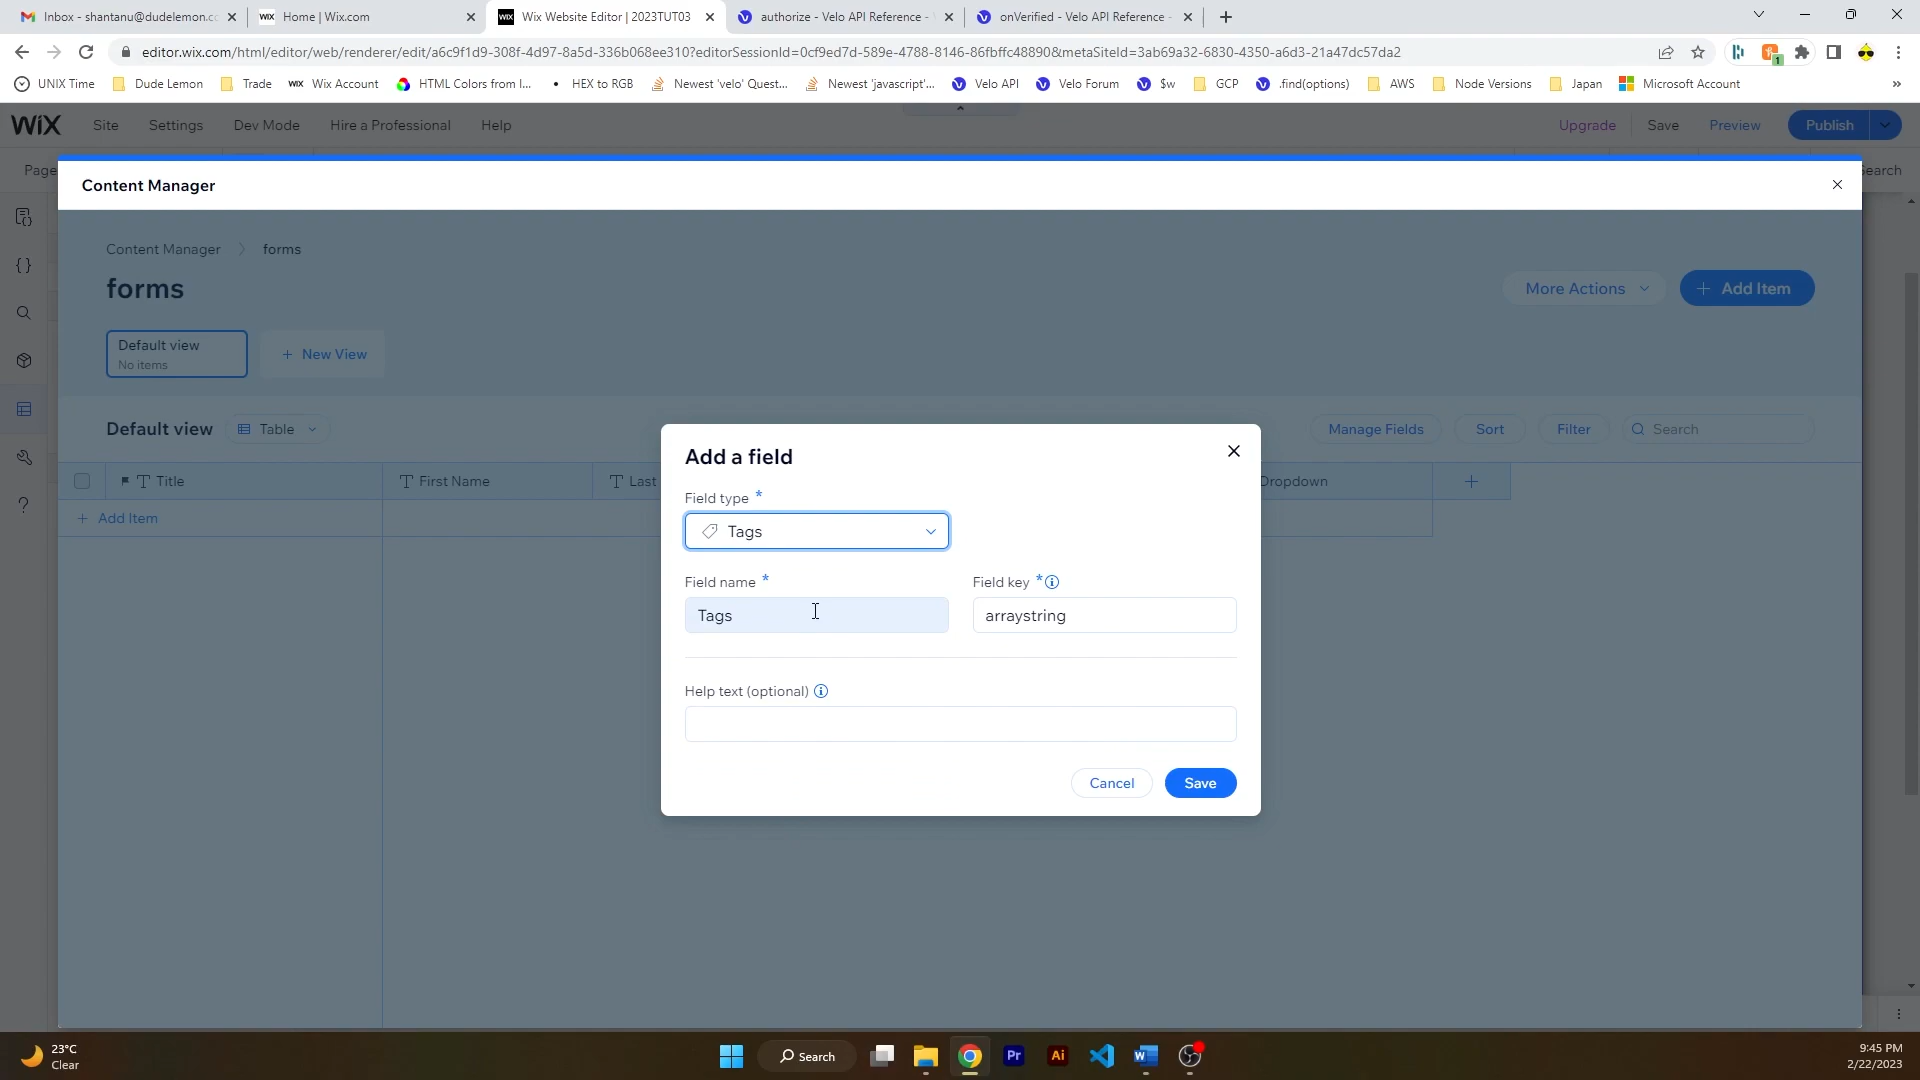 Inbox - shantanu@dudelemon.cc
Home | Wix.com
Wix Website Editor | 2023TUT03
authorize - Velo API Reference -
onVerified - Velo API Reference -
editor.wix.com/html/editor/web/renderer/edit/a6c9f1d9-308f-4d97-8a5d-336b068ee310?editorSessionId=0cf9ed7d-589e-4788-8146-86fbffc48890&metaSiteId=3ab69a32-6830-4350-a6d3-21a47dc57da2
1
UNIX Time
Dude Lemon
Trade
WIX Wix Account
HTML Colors from I...
HEX to RGB
Newest 'velo' Quest...
Newest 'javascript'...
Velo API
Velo Forum
$w
GCP
.find(options)
AWS
Node Versions
Japan
Microsoft Account
WIX
Site
Settings
Dev Mode
Hire a Professional
Help
Upgrade
Save
Preview
Publish
Page
Search
Content Manager
Content Manager > forms
forms
More Actions
+ Add Item
Default view
No items
+ New View
Default view
Table
Manage Fields
Sort
Filter
Search
Title
First Name
Last
Dropdown
+
+ Add Item
Add a field
Field type *
Tags
Field name *
Field key *
Tags
arraystring
Help text (optional)
Cancel
Save
23°C
Clear
Search
Pr
Ai
9:45 PM
2/22/2023